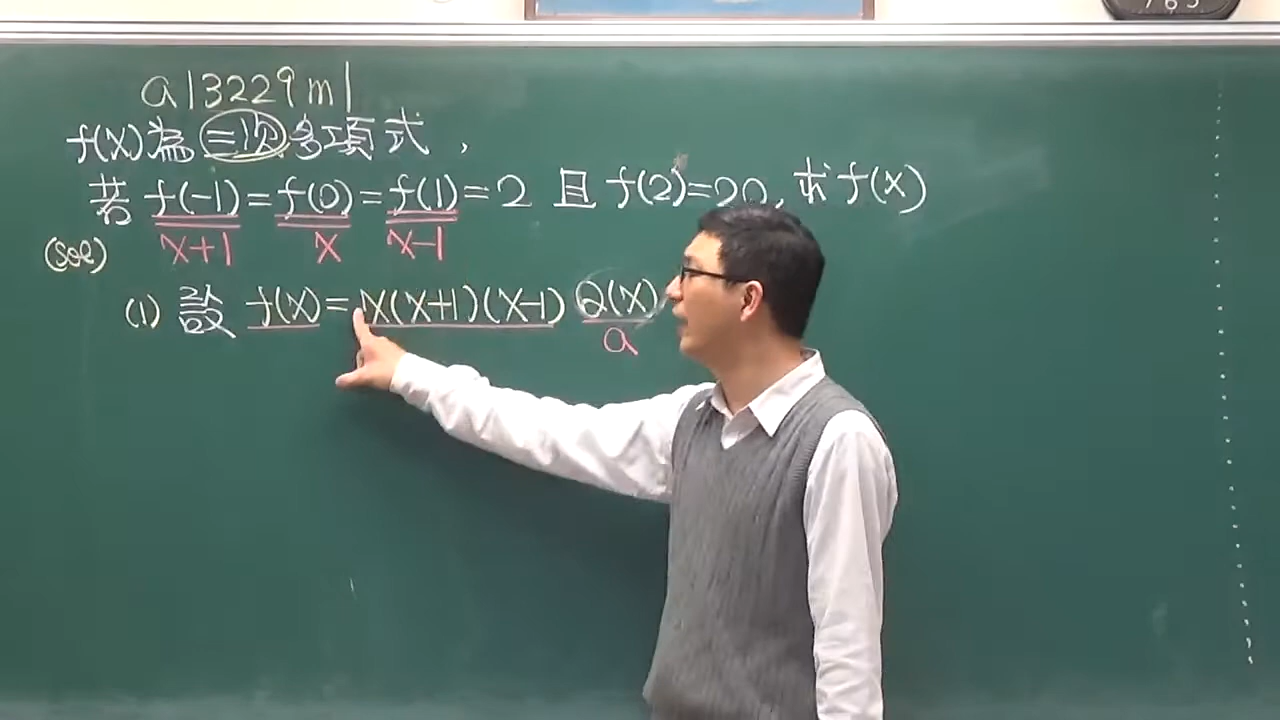 a13229m1
f(x)為三次多項式,
若 f(-1)=f(0)=f(1)=2 且 f(2)=20, 求 f(x)
x+1 x x-1
(sol)
(1) 設 f(x)=x(x+1)(x-1) Q(x)
a